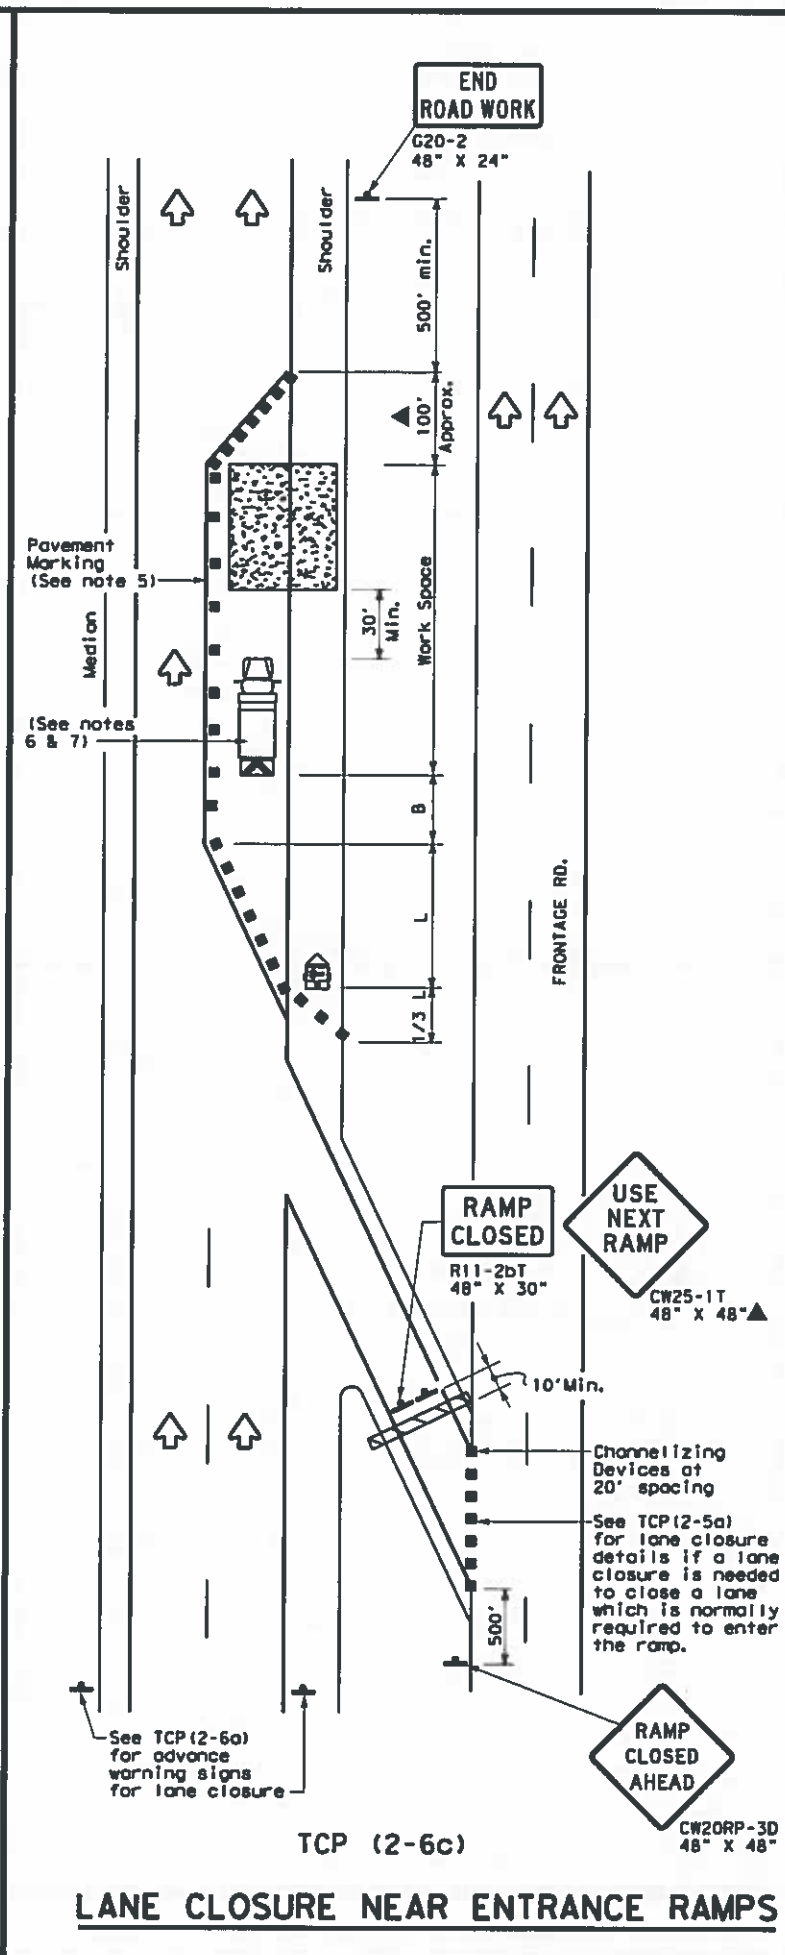 END
ROAD WORK
G20-2
48" X 24"
Shoulder
Shoulder
500' min.
▲ 100'
Approx.
Pavement
Marking
(See note 5)
Median
30'
Min.
Work Space
(See notes
6 & 7)
B
L
1/3 L
FRONTAGE RD.
RAMP
CLOSED
R11-2bT
48" X 30"
USE
NEXT
RAMP
CW25-1T
48" X 48"▲
10'Min.
Channelizing
Devices at
20' spacing
See TCP(2-5a)
for lane closure
details if a lane
closure is needed
to close a lane
which is normally
required to enter
the ramp.
500'
See TCP(2-6a)
for advance
warning signs
for lane closure
RAMP
CLOSED
AHEAD
CW20RP-3D
48" X 48"
TCP (2-6c)
LANE CLOSURE NEAR ENTRANCE RAMPS